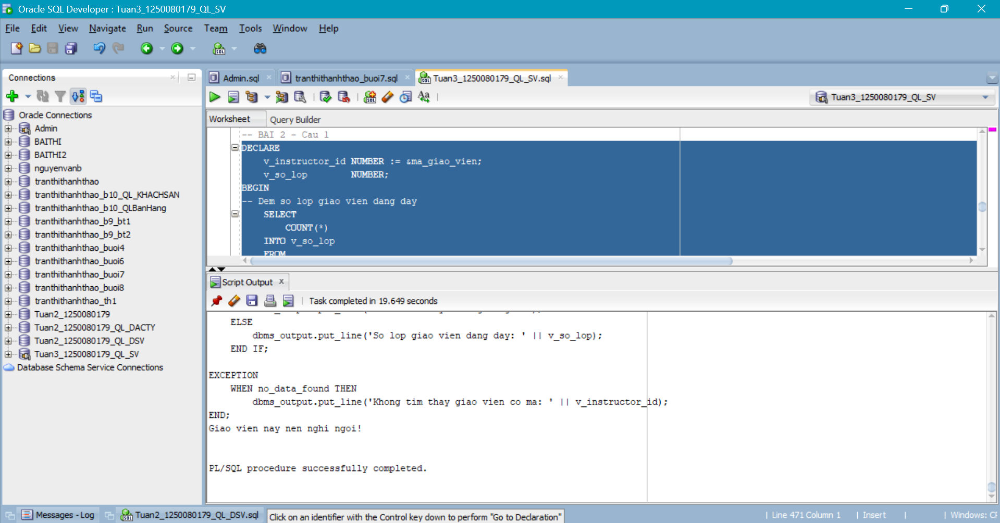 Oracle SQL Developer : Tuan3_1250080179_QL_SV
File Edit View Navigate Run Source Team Tools Window Help
Connections
Oracle Connections
Admin
BAITHI
BAITHI2
nguyenvanb
tranthithanhthao
tranthithanhthao_b10_QL_KHACHSAN
tranthithanhthao_b10_QLBanHang
tranthithanhthao_b9_bt1
tranthithanhthao_b9_bt2
tranthithanhthao_buoi4
tranthithanhthao_buoi6
tranthithanhthao_buoi7
tranthithanhthao_buoi8
tranthithanhthao_th1
Tuan2_1250080179
Tuan2_1250080179_QL_DACTY
Tuan2_1250080179_QL_DSV
Tuan3_1250080179_QL_SV
Database Schema Service Connections
Admin.sql tranthithanhthao_buoi7.sql Tuan3_1250080179_QL_SV.sql
Tuan3_1250080179_QL_SV
Worksheet Query Builder
-- BAI 2 - Cau 1
DECLARE
v_instructor_id NUMBER := &ma_giao_vien;
v_so_lop NUMBER;
BEGIN
-- Dem so lop giao vien dang day
SELECT
COUNT(*)
INTO v_so_lop
FROM
Script Output
Task completed in 19.649 seconds
ELSE
dbms_output.put_line('So lop giao vien dang day: ' || v_so_lop);
END IF;
EXCEPTION
WHEN no_data_found THEN
dbms_output.put_line('Khong tim thay giao vien co ma: ' || v_instructor_id);
END;
Giao vien nay nen nghi ngoi!
PL/SQL procedure successfully completed.
Messages - Log Tuan2_1250080179_QL_DSV.sql Click on an identifier with the Control key down to perform "Go to Declaration" | Line 471 Column 1 | Insert | | Windows: